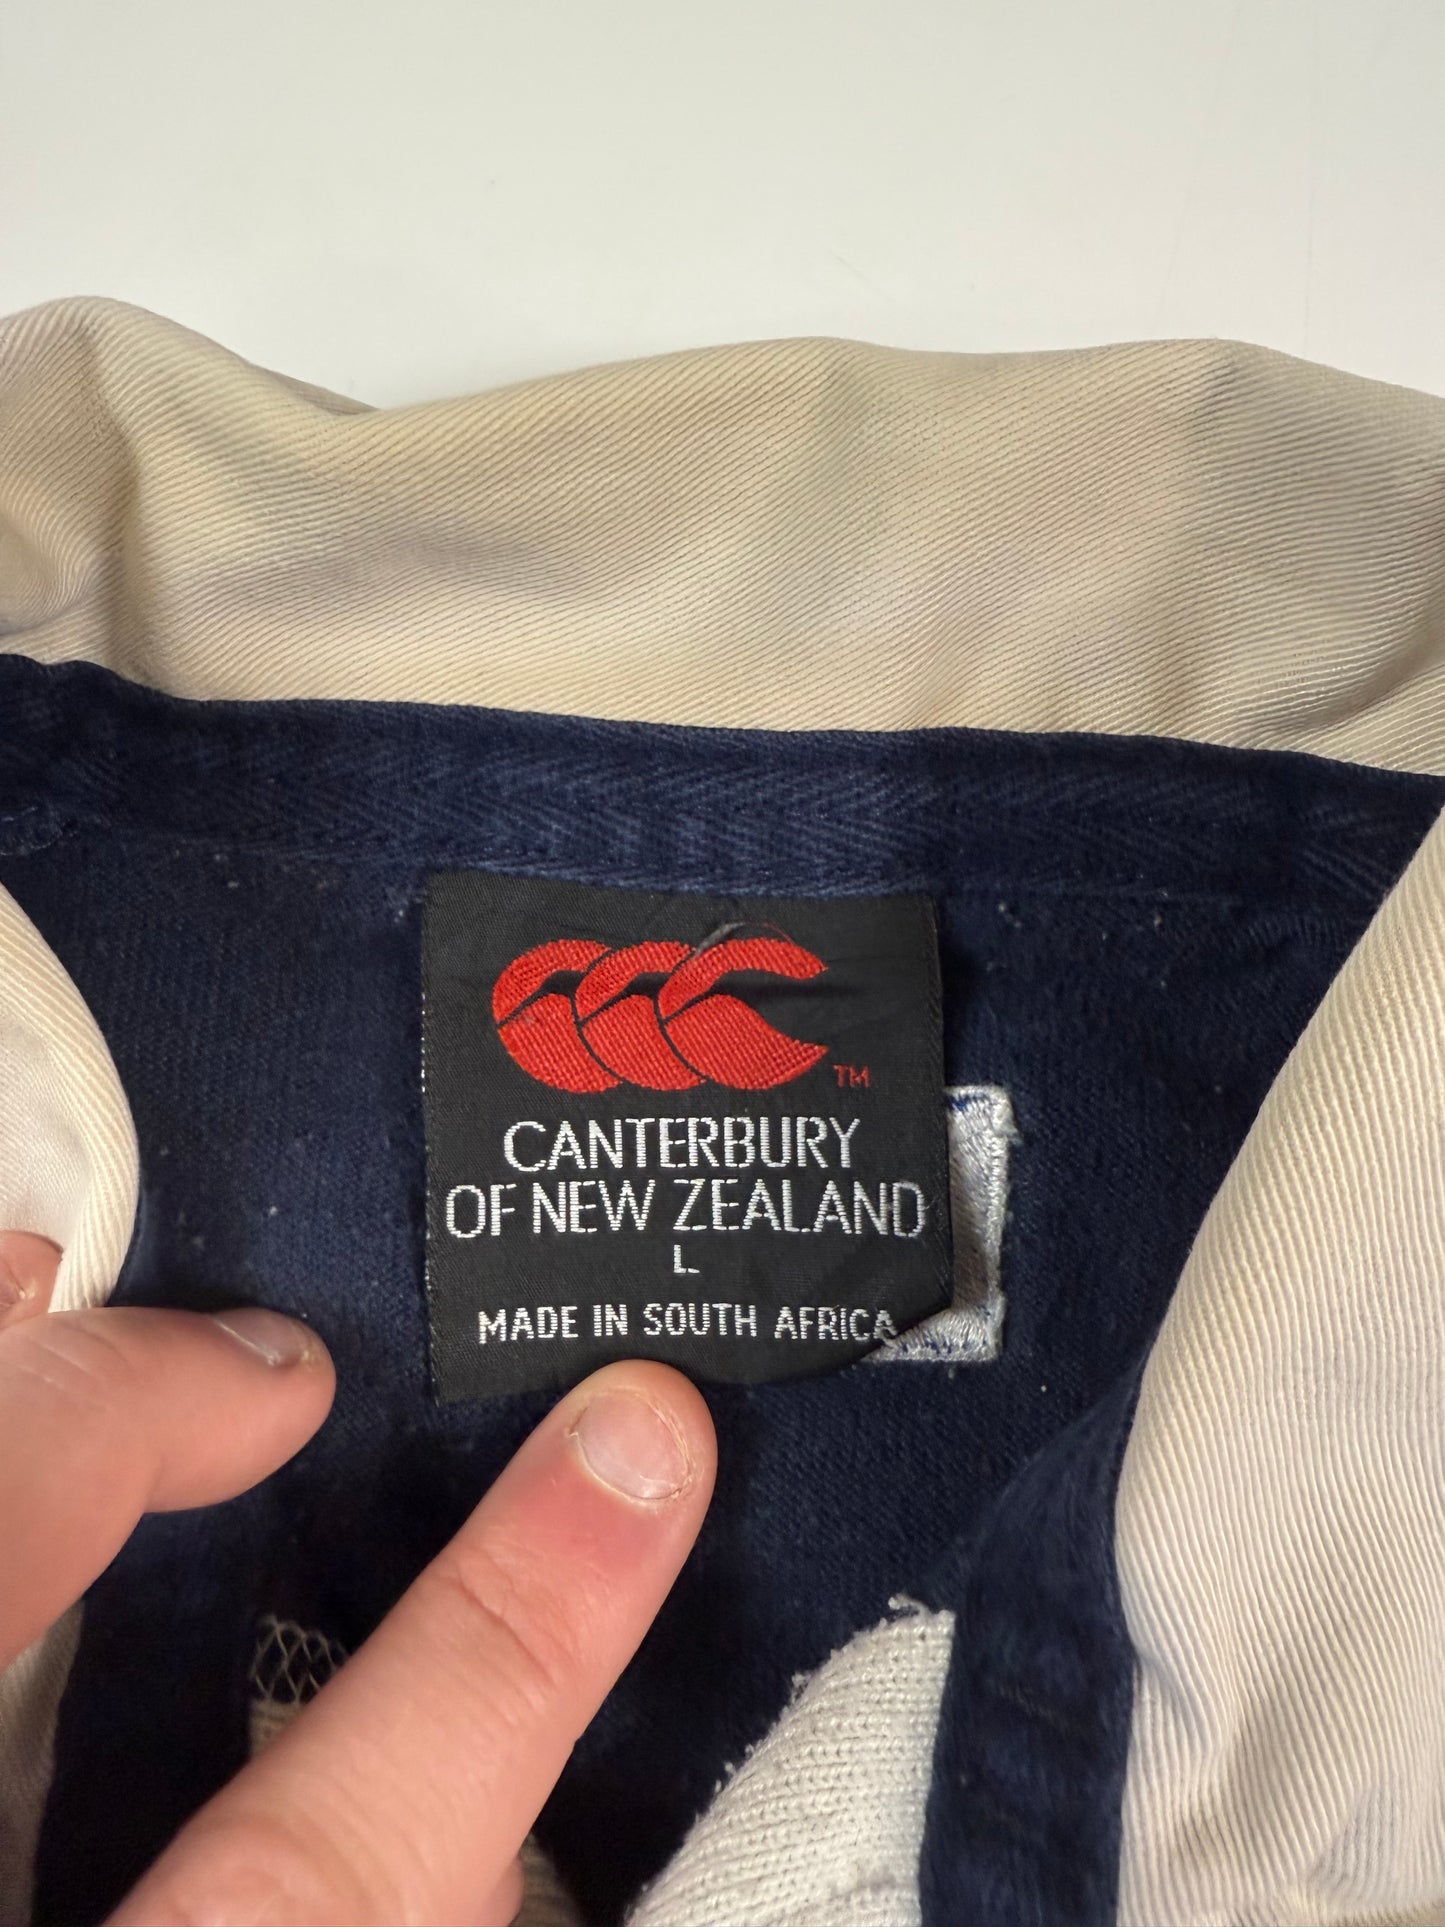 TM
CANTERBURY
OF NEW ZEALAND
L
MADE IN SOUTH AFRICA